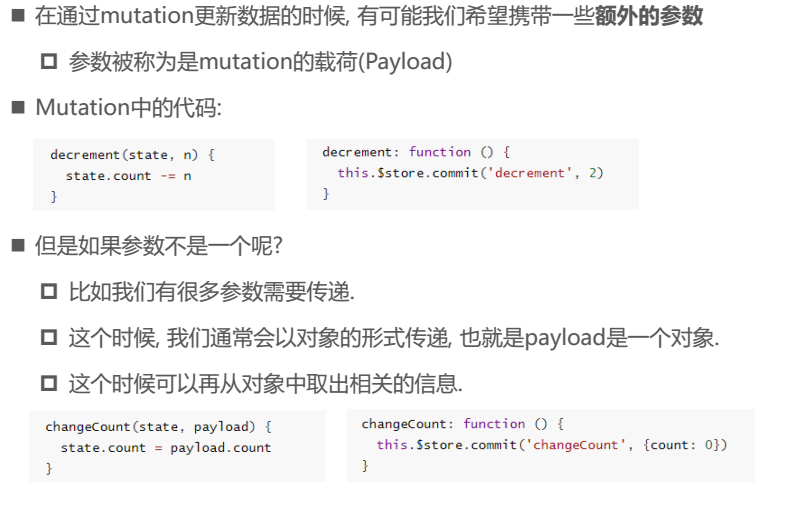 ■ 在通过mutation更新数据的时候, 有可能我们希望携带一些额外的参数
参数被称为是mutation的载荷(Payload)
■ Mutation中的代码:
decrement(state, n) {
  state.count -= n
}
decrement: function () {
  this.$store.commit('decrement', 2)
}
■ 但是如果参数不是一个呢?
比如我们有很多参数需要传递.
这个时候, 我们通常会以对象的形式传递, 也就是payload是一个对象.
这个时候可以再从对象中取出相关的信息.
changeCount(state, payload) {
  state.count = payload.count
}
changeCount: function () {
  this.$store.commit('changeCount', {count: 0})
}